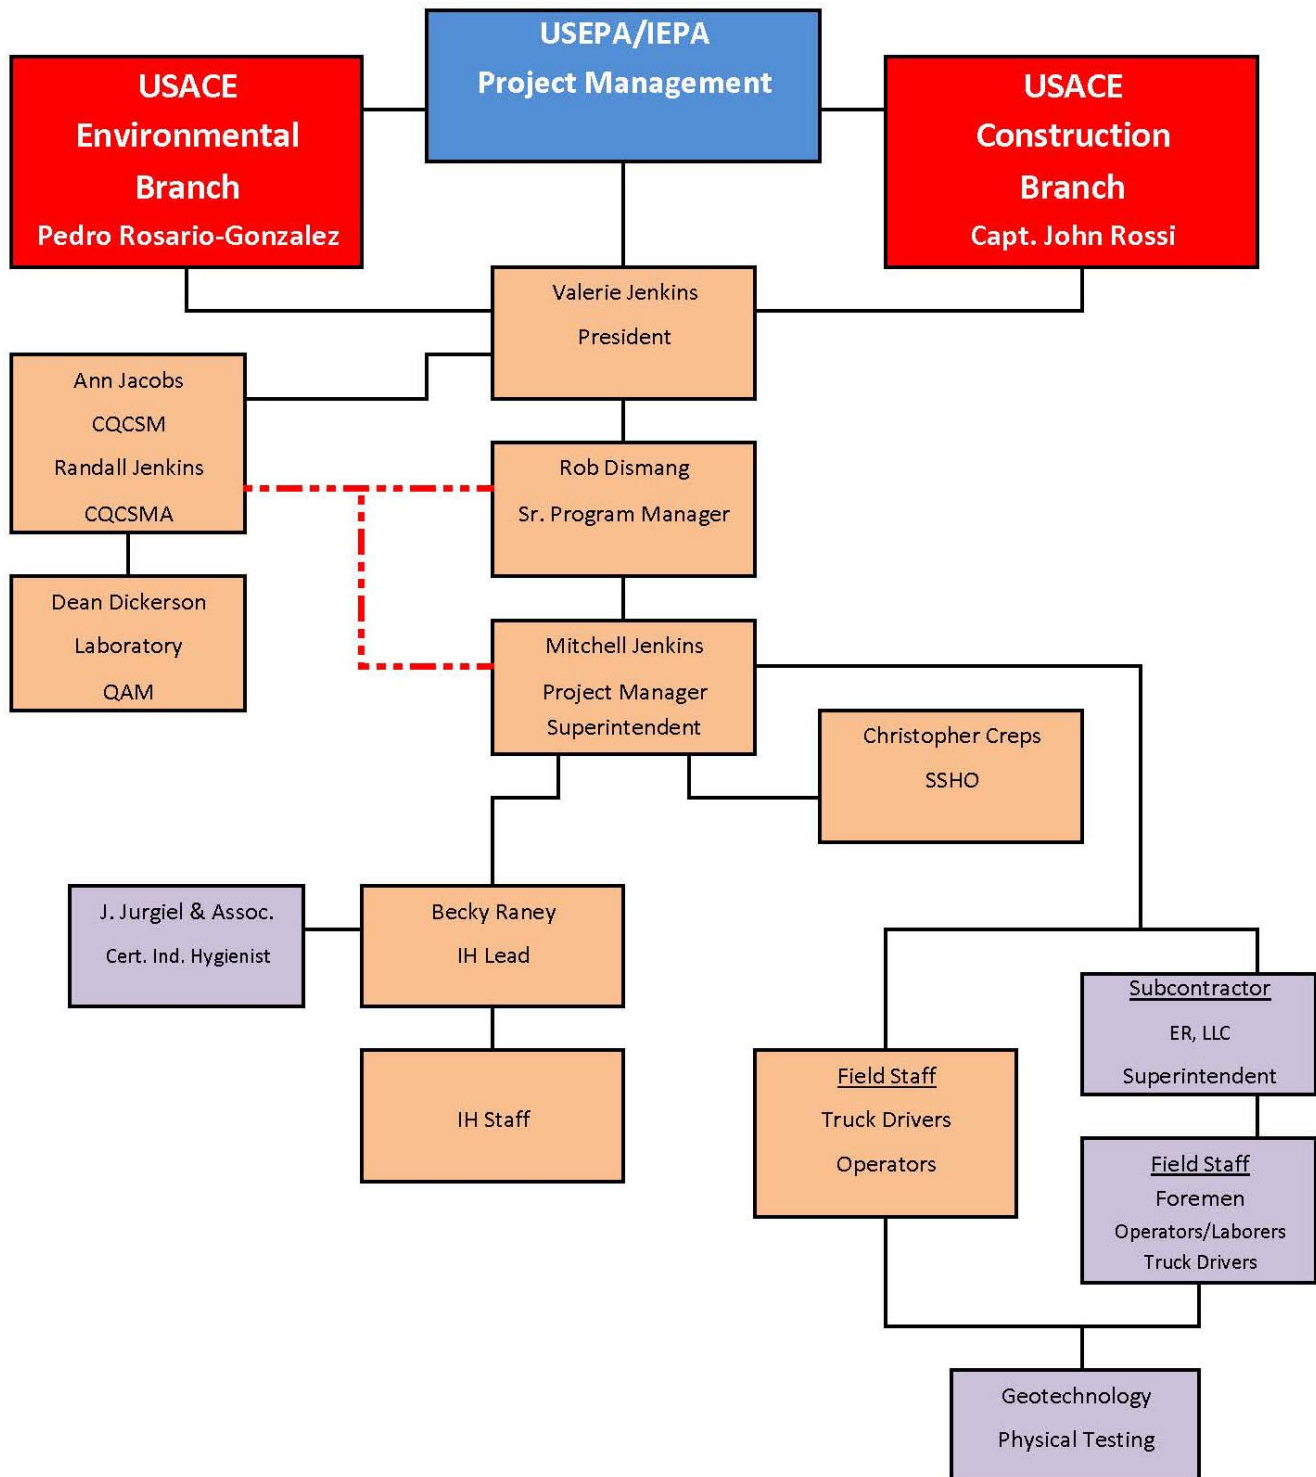 USEPA/IEPA
Project Management
USACE
Environmental
Branch
Pedro Rosario-Gonzalez
USACE
Construction
Branch
Capt. John Rossi
Valerie Jenkins
President
Ann Jacobs
CQCSM
Randall Jenkins
CQCSMA
Rob Dismang
Sr. Program Manager
Dean Dickerson
Laboratory
QAM
Mitchell Jenkins
Project Manager
Superintendent
Christopher Creps
SSHO
J. Jurgiel & Assoc.
Cert. Ind. Hygienist
Becky Raney
IH Lead
IH Staff
Subcontractor
ER, LLC
Superintendent
Field Staff
Truck Drivers
Operators
Field Staff
Foremen
Operators/Laborers
Truck Drivers
Geotechnology
Physical Testing